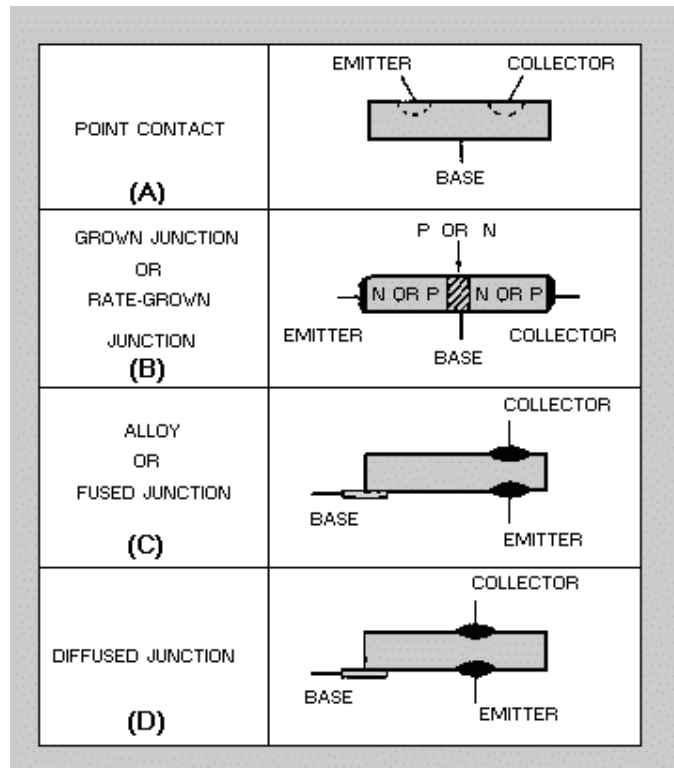 POINT CONTACT
(A)
EMITTER
COLLECTOR
BASE
GROWN JUNCTION
OR
RATE-GROWN
JUNCTION
(B)
P OR N
N OR P
N OR P
EMITTER
COLLECTOR
BASE
ALLOY
OR
FUSED JUNCTION
(C)
COLLECTOR
BASE
EMITTER
DIFFUSED JUNCTION
(D)
COLLECTOR
BASE
EMITTER